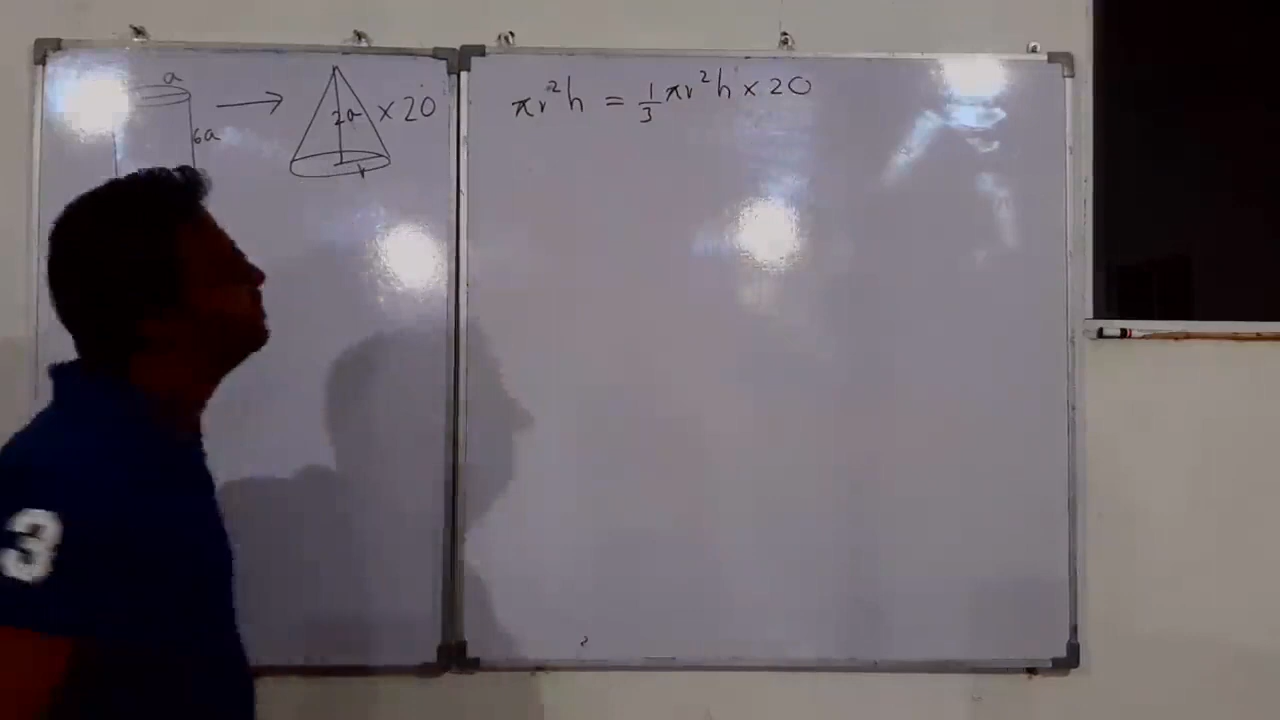 a
6a
2a
r
× 20
πr²h = 1/3 πr²h × 20
3